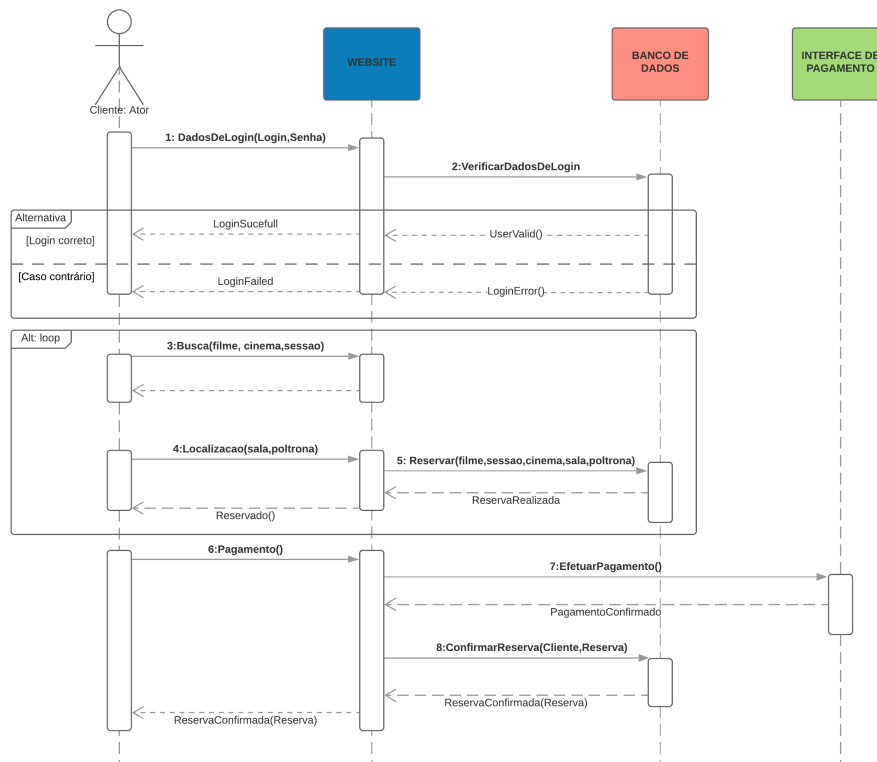 WEBSITE
BANCO DE
DADOS
INTERFACE DE
PAGAMENTO
Cliente: Ator
1: DadosDeLogin(Login,Senha)
2:VerificarDadosDeLogin
Alternativa
LoginSucefull
UserValid()
[Login correto]
[Caso contrário]
LoginFailed
LoginError()
Alt: loop
3:Busca(filme, cinema,sessao)
4:Localizacao(sala,poltrona)
5: Reservar(filme,sessao,cinema,sala,poltrona)
ReservaRealizada
Reservado()
6:Pagamento()
7:EfetuarPagamento()
PagamentoConfirmado
8:ConfirmarReserva(Cliente,Reserva)
ReservaConfirmada(Reserva)
ReservaConfirmada(Reserva)